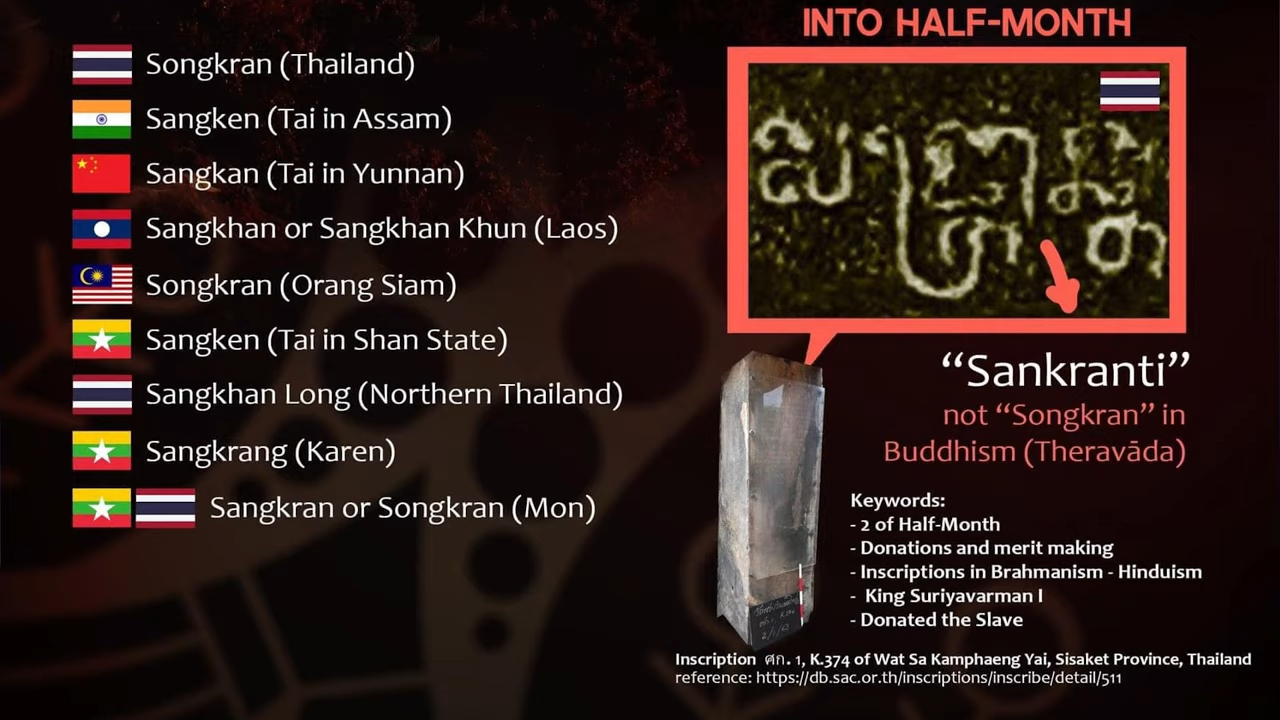 Songkran (Thailand)
Sangken (Tai in Assam)
Sangkan (Tai in Yunnan)
Sangkhan or Sangkhan Khun (Laos)
Songkran (Orang Siam)
Sangken (Tai in Shan State)
Sangkhan Long (Northern Thailand)
Sangkrang (Karen)
Sangkran or Songkran (Mon)
INTO HALF-MONTH
“Sankranti”
not “Songkran” in
Buddhism (Theravāda)
Keywords:
- 2 of Half-Month
- Donations and merit making
- Inscriptions in Brahmanism - Hinduism
- King Suriyavarman I
- Donated the Slave
Inscription ศก. 1, K.374 of Wat Sa Kamphaeng Yai, Sisaket Province, Thailand
reference: https://db.sac.or.th/inscriptions/inscribe/detail/511